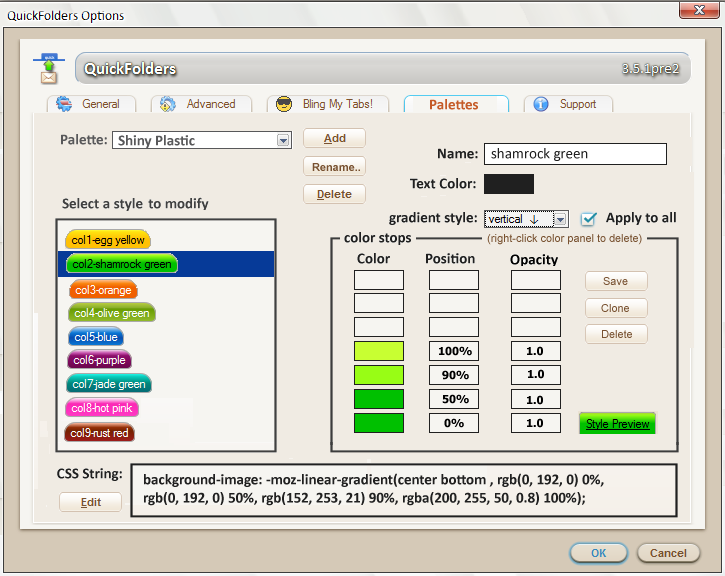 QuickFolders Options
QuickFolders
3.5.1pre2
General
Advanced
Bling My Tabs!
Palettes
Support
Palette:
Shiny Plastic
Add
Rename..
Delete
Name:
shamrock green
Text Color:
Select a style to modify
gradient style:
vertical ↓
Apply to all
col1-egg yellow
col2-shamrock green
col3-orange
col4-olive green
col5-blue
col6-purple
col7-jade green
col8-hot pink
col9-rust red
color stops
(right-click color panel to delete)
Color Position Opacity
100% 1.0
90% 1.0
50% 1.0
0% 1.0
Save
Clone
Delete
Style Preview
CSS String:
Edit
background-image: -moz-linear-gradient(center bottom , rgb(0, 192, 0) 0%,
rgb(0, 192, 0) 50%, rgb(152, 253, 21) 90%, rgba(200, 255, 50, 0.8) 100%);
OK
Cancel